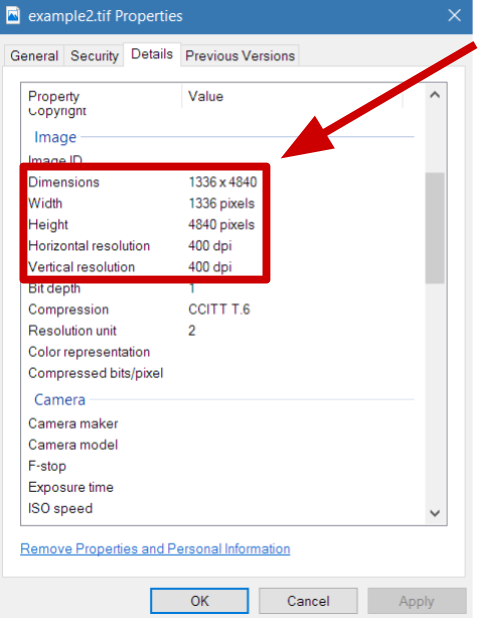 example2.tif Properties
General Security Details Previous Versions
Property Value
Copyright
Image
Image ID
Dimensions 1336 x 4840
Width 1336 pixels
Height 4840 pixels
Horizontal resolution 400 dpi
Vertical resolution 400 dpi
Bit depth 1
Compression CCITT T.6
Resolution unit 2
Color representation
Compressed bits/pixel
Camera
Camera maker
Camera model
F-stop
Exposure time
ISO speed
Remove Properties and Personal Information
OK Cancel Apply